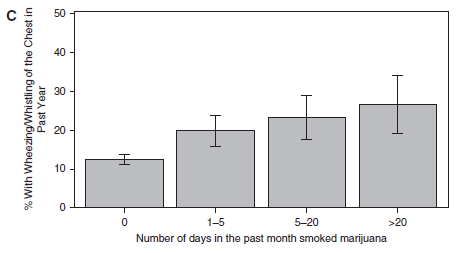 C
% With Wheezing/Whistling of the Chest in
Past Year
50
40
30
20
10
0
0 1–5 5–20 >20
Number of days in the past month smoked marijuana